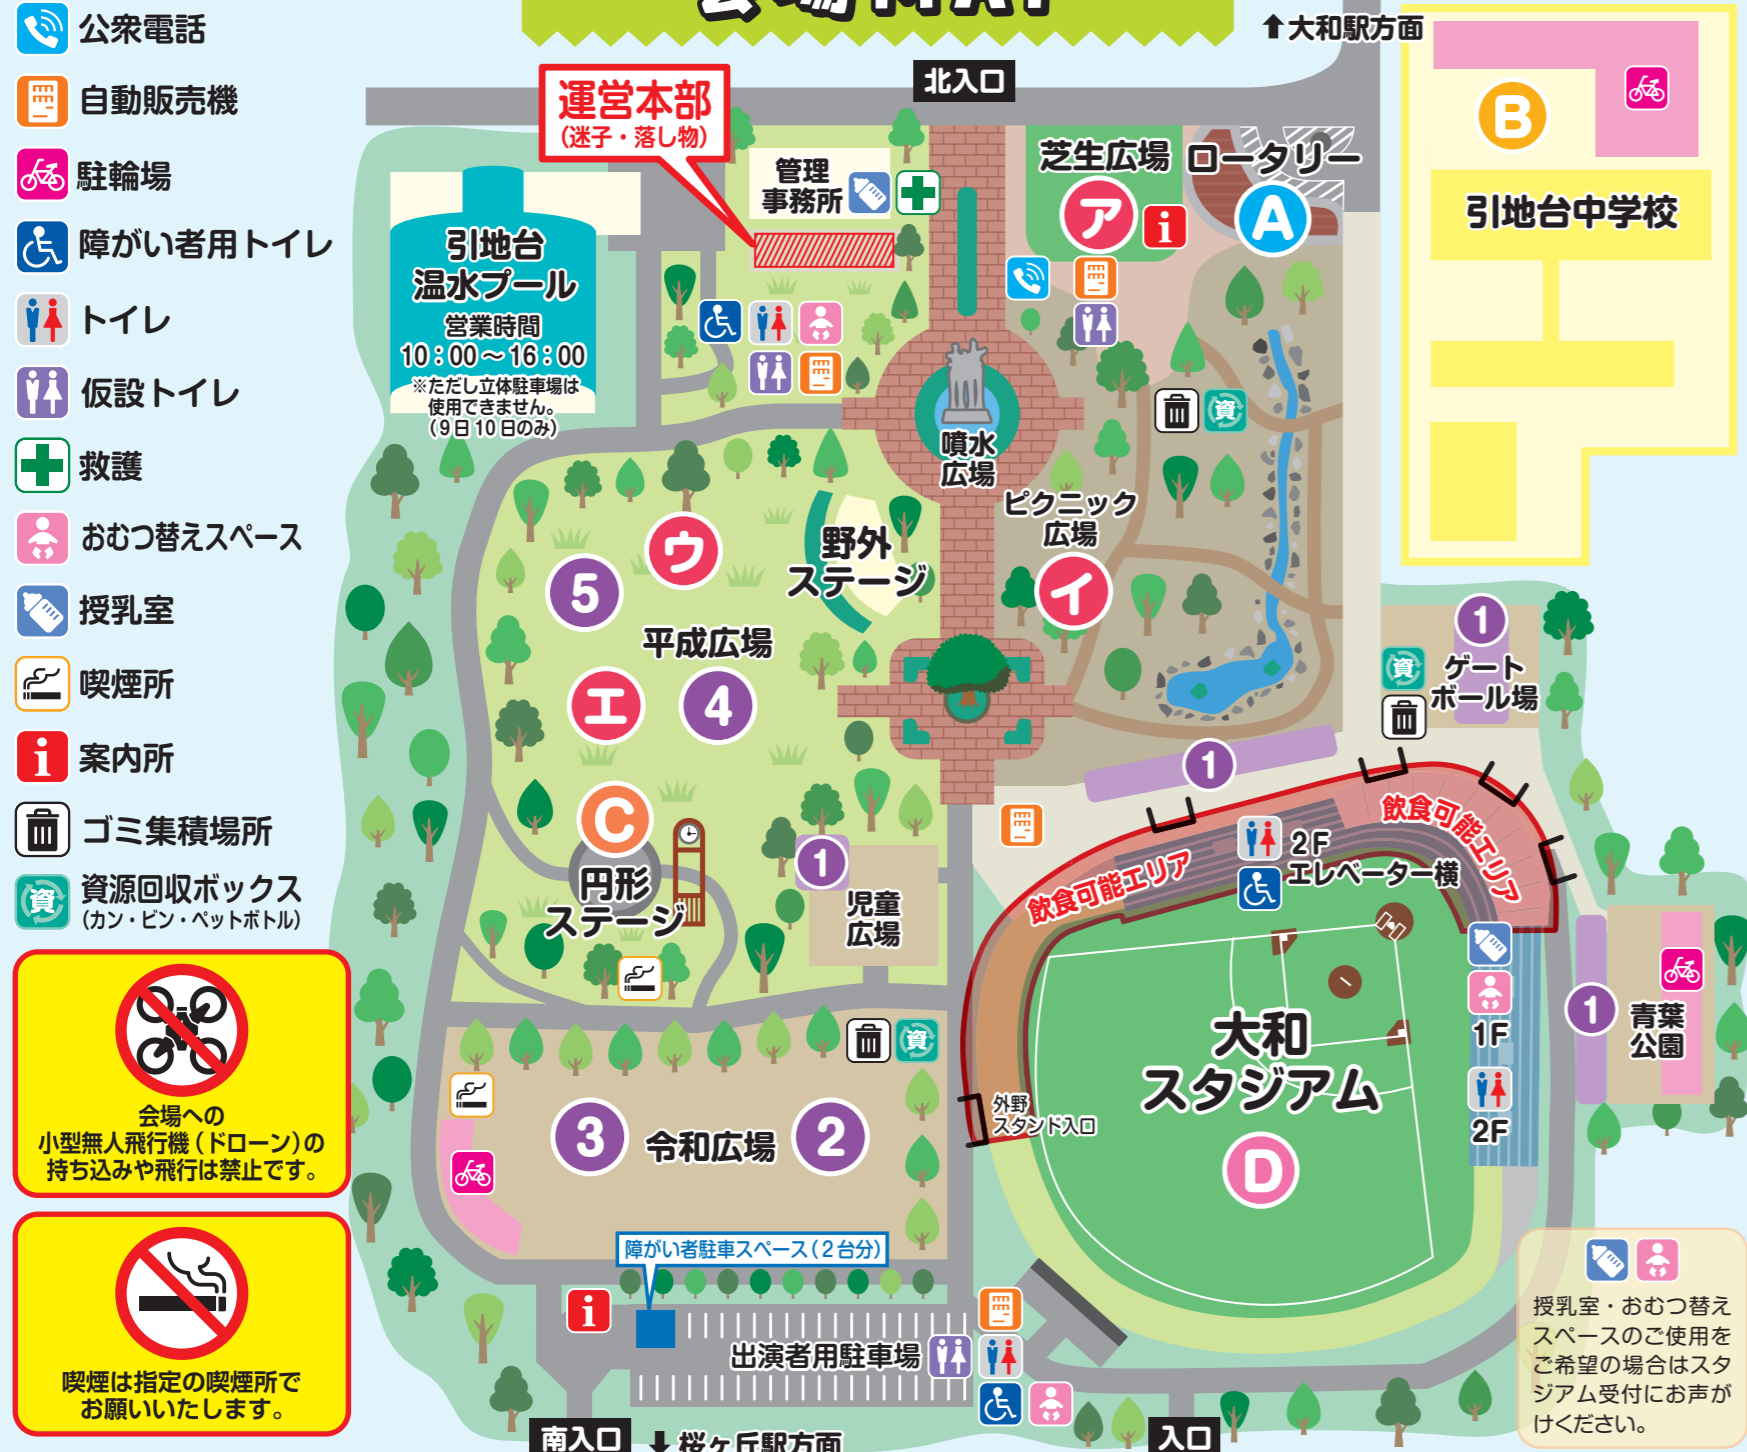 会場MAP
公衆電話
自動販売機
駐輪場
障がい者用トイレ
トイレ
仮設トイレ
救護
おむつ替えスペース
授乳室
喫煙所
i
案内所
ゴミ集積場所
資
資源回収ボックス
(カン・ビン・ペットボトル)
会場への
小型無人飛行機(ドローン)の
持ち込みや飛行は禁止です。
喫煙は指定の喫煙所で
お願いいたします。
⬆大和駅方面
北入口
運営本部
(迷子・落し物)
管理
事務所
芝生広場
ア
i
ロータリー
A
B
引地台中学校
引地台
温水プール
営業時間
10:00～16:00
※ただし立体駐車場は
使用できません。
(9日10日のみ)
噴水
広場
資
ピクニック
広場
イ
野外
ステージ
ウ
5
平成広場
エ
4
C
円形
ステージ
1
児童
広場
1
1
資
ゲート
ボール場
飲食可能エリア
飲食可能エリア
2F
エレベーター横
1F
2F
1
青葉
公園
大和
スタジアム
D
外野
スタンド入口
資
3
令和広場
2
障がい者駐車スペース(2台分)
i
出演者用駐車場
南入口
⬇桜ヶ丘駅方面
入口
授乳室・おむつ替え
スペースのご使用を
ご希望の場合はスタ
ジアム受付にお声が
けください。